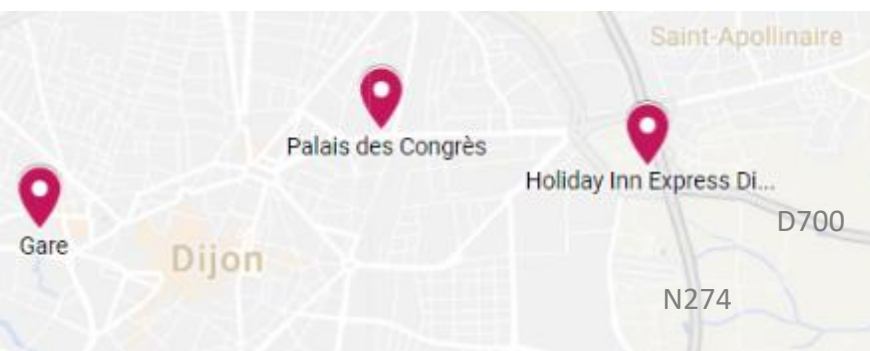 Saint-Apollinaire
Palais des Congrès
Holiday Inn Express Di...
D700
Gare
Dijon
N274